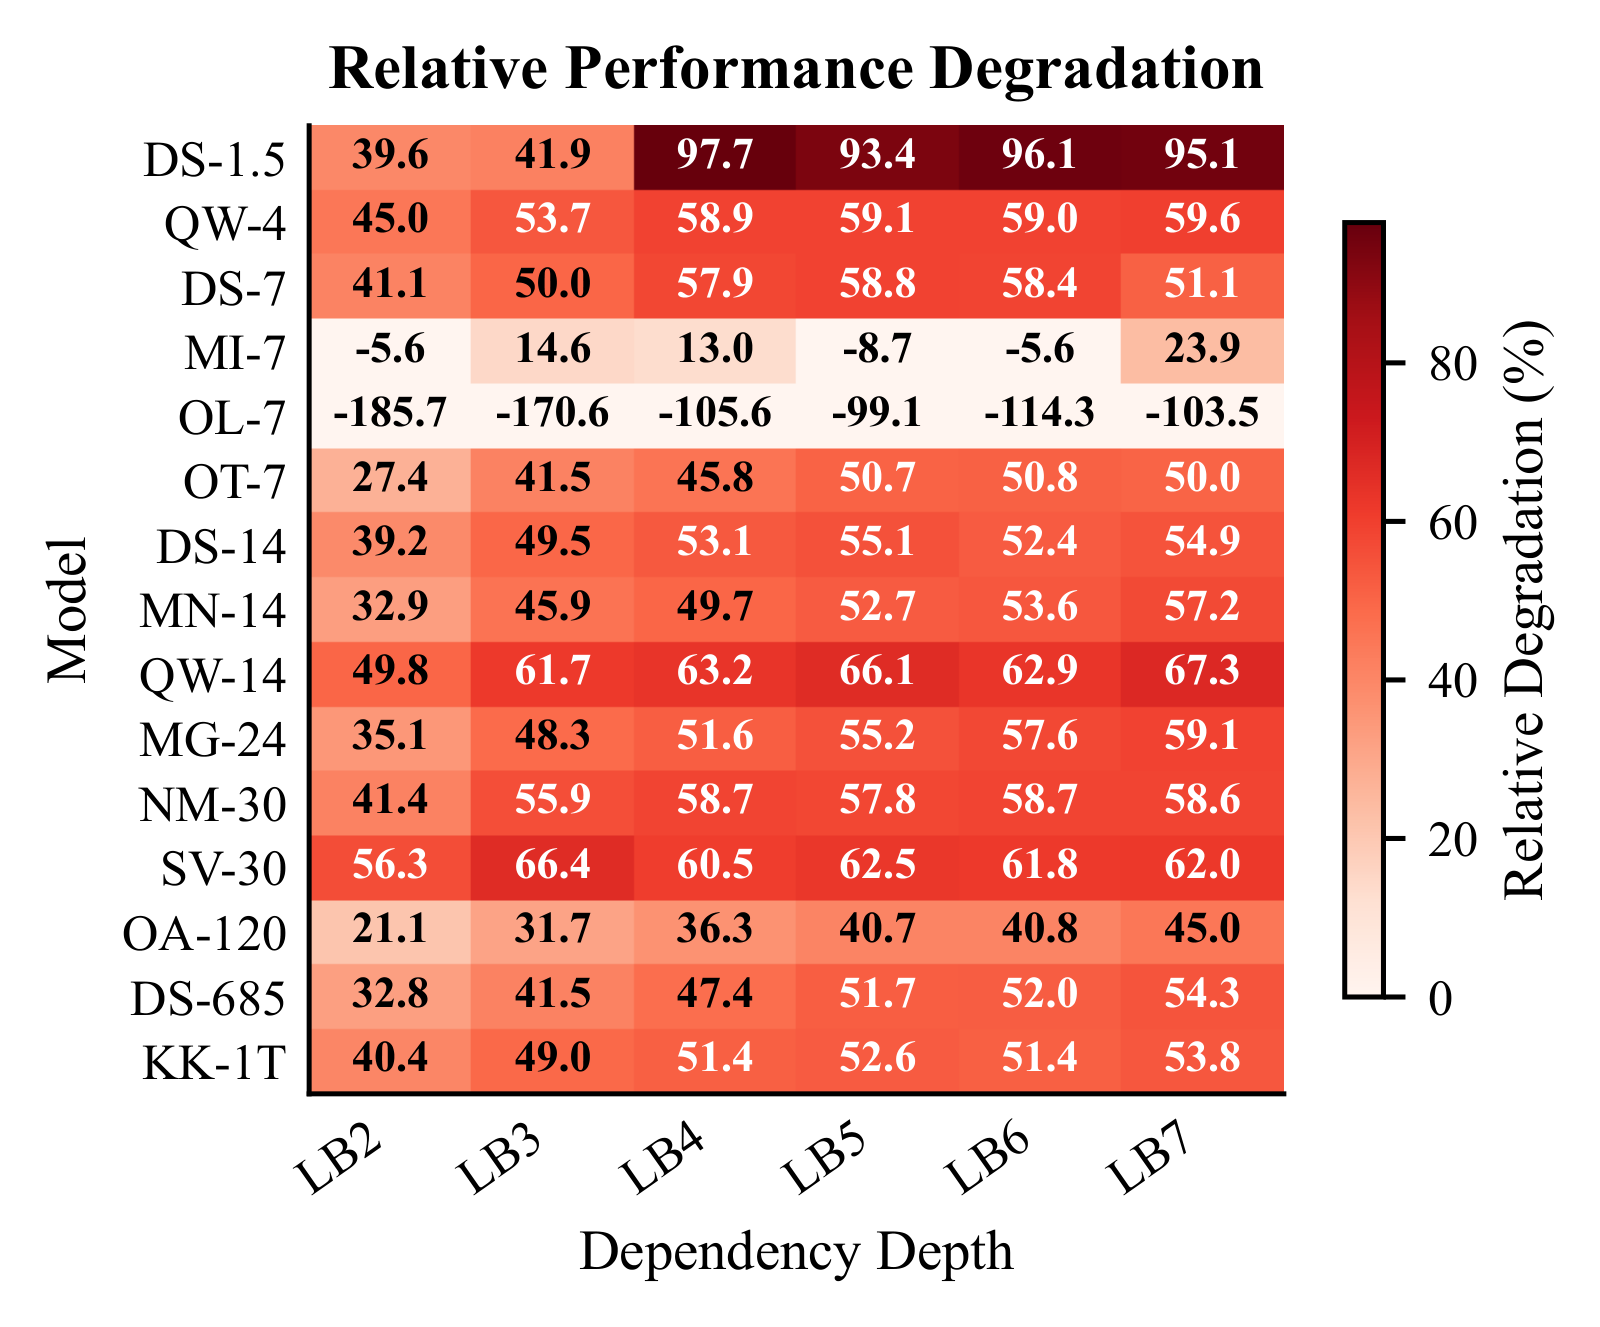 Relative Performance Degradation
DS-1.5 39.6 41.9 97.7 93.4 96.1 95.1
QW-4 45.0 53.7 58.9 59.1 59.0 59.6
DS-7 41.1 50.0 57.9 58.8 58.4 51.1
MI-7 -5.6 14.6 13.0 -8.7 -5.6 23.9
OL-7 -185.7 -170.6 -105.6 -99.1 -114.3 -103.5
OT-7 27.4 41.5 45.8 50.7 50.8 50.0
DS-14 39.2 49.5 53.1 55.1 52.4 54.9
MN-14 32.9 45.9 49.7 52.7 53.6 57.2
QW-14 49.8 61.7 63.2 66.1 62.9 67.3
MG-24 35.1 48.3 51.6 55.2 57.6 59.1
NM-30 41.4 55.9 58.7 57.8 58.7 58.6
SV-30 56.3 66.4 60.5 62.5 61.8 62.0
OA-120 21.1 31.7 36.3 40.7 40.8 45.0
DS-685 32.8 41.5 47.4 51.7 52.0 54.3
KK-1T 40.4 49.0 51.4 52.6 51.4 53.8
LB2 LB3 LB4 LB5 LB6 LB7
Dependency Depth
Model
80
60
40
20
0
Relative Degradation (%)